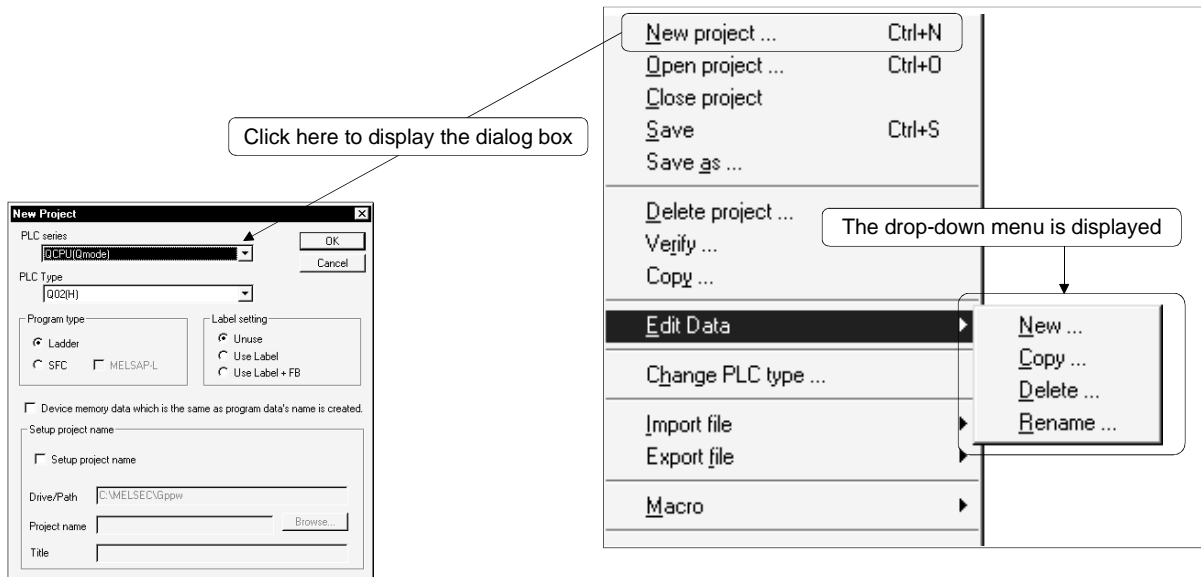 Click here to display the dialog box
New Project
PLC series
QCPU(Qmode)
OK
Cancel
PLC Type
Q02(H)
Program type
Ladder
SFC
MELSAP-L
Label setting
Unuse
Use Label
Use Label + FB
Device memory data which is the same as program data's name is created.
Setup project name
Setup project name
Drive/Path
C:\MELSEC\Gppw
Project name
Browse...
Title
New project ... Ctrl+N
Open project ... Ctrl+O
Close project
Save Ctrl+S
Save as ...
Delete project ...
Verify ...
Copy ...
Edit Data
Change PLC type ...
Import file
Export file
Macro
The drop-down menu is displayed
New ...
Copy ...
Delete ...
Rename ...